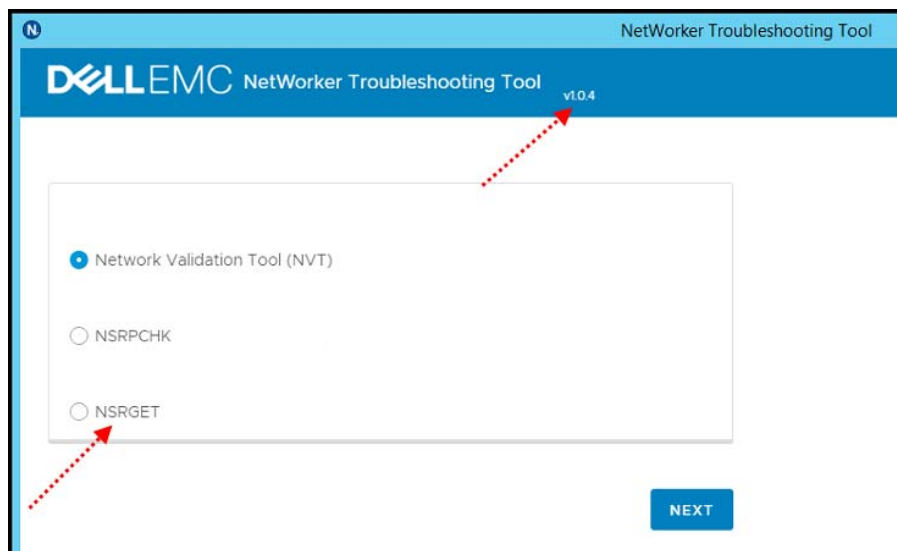 N
NetWorker Troubleshooting Tool
DELLEMC NetWorker Troubleshooting Tool v1.0.4
Network Validation Tool (NVT)
NSRPCHK
NSRGET
NEXT